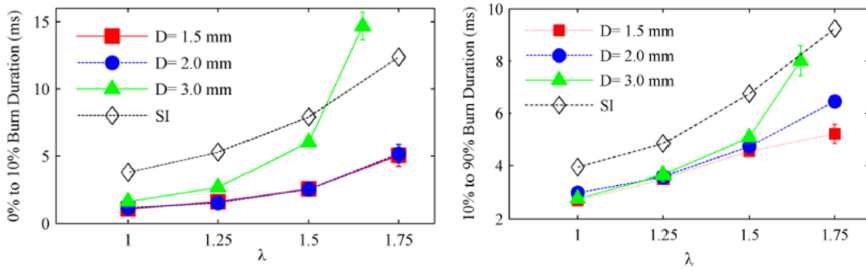 0% to 10% Burn Duration (ms)
15
10
5
0
D= 1.5 mm
D= 2.0 mm
D= 3.0 mm
SI
1
1.25
1.5
1.75
λ
10% to 90% Burn Duration (ms)
10
8
6
4
2
D= 1.5 mm
D= 2.0 mm
D= 3.0 mm
SI
1
1.25
1.5
1.75
λ